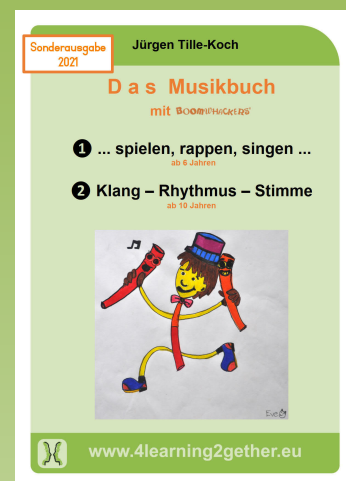 Sonderausgabe
2021
Jürgen Tille-Koch
Das Musikbuch
mit BOOMWHACKERS
❶ ... spielen, rappen, singen ...
ab 6 Jahren
❷ Klang – Rhythmus – Stimme
ab 10 Jahren
www.4learning2gether.eu